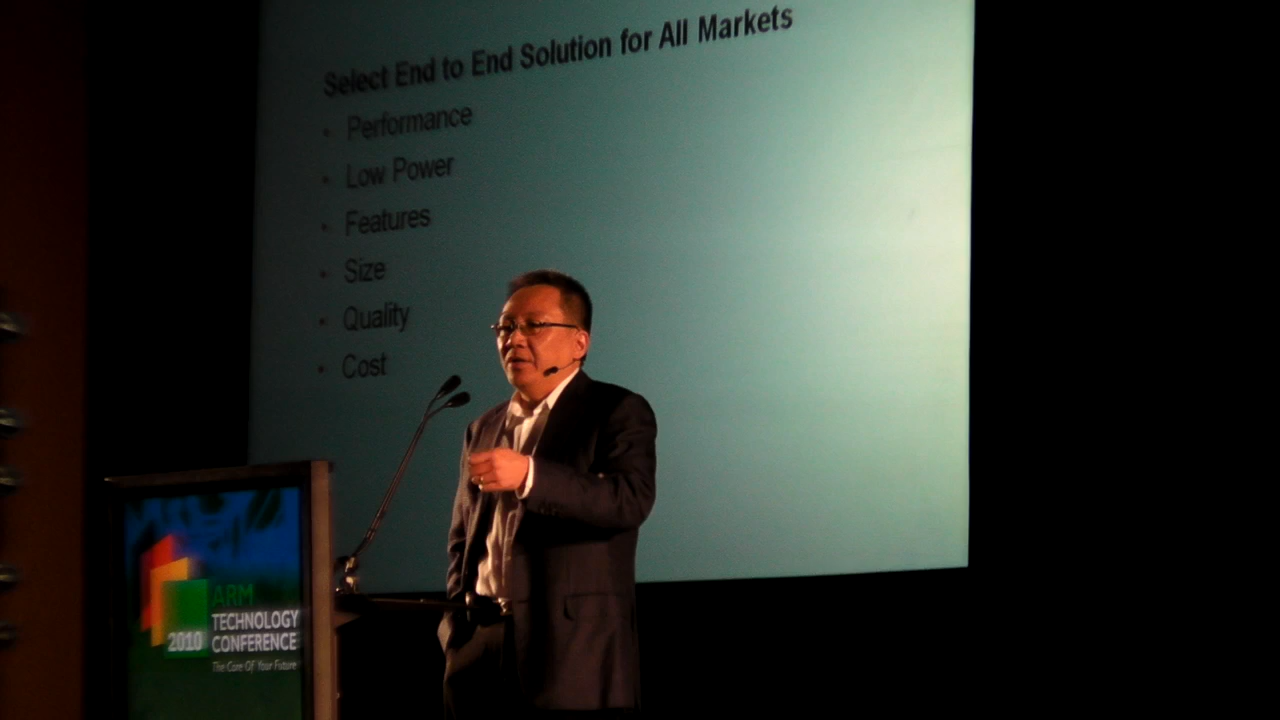 Select End to End Solution for All Markets
• Performance
• Low Power
• Features
• Size
• Quality
• Cost
ARM
TECHNOLOGY
2010 CONFERENCE
The Core Of Your Future